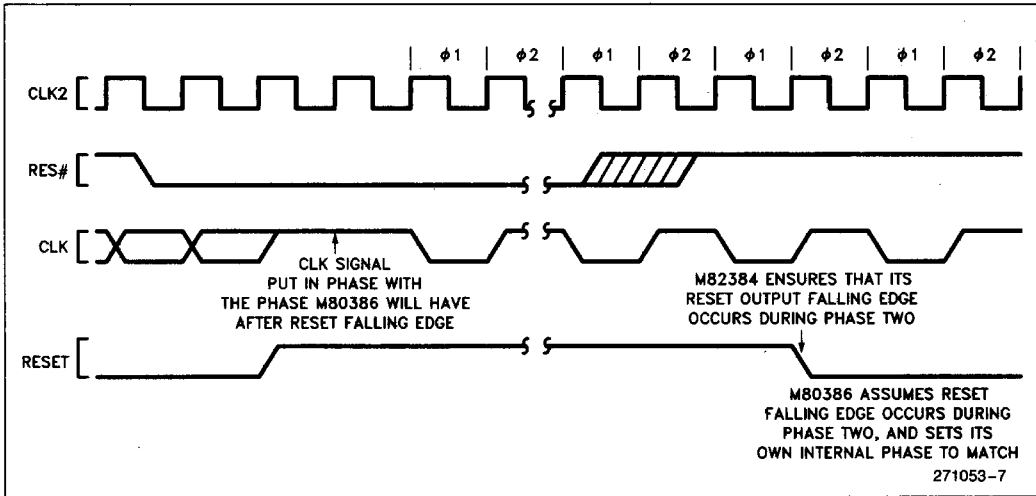 φ1 φ2 φ1 φ2 φ1 φ2 φ1 φ2
CLK2
RES#
CLK
CLK SIGNAL
PUT IN PHASE WITH
THE PHASE M80386 WILL HAVE
AFTER RESET FALLING EDGE
M82384 ENSURES THAT ITS
RESET OUTPUT FALLING EDGE
OCCURS DURING PHASE TWO
RESET
M80386 ASSUMES RESET
FALLING EDGE OCCURS DURING
PHASE TWO, AND SETS ITS
OWN INTERNAL PHASE TO MATCH
271053-7